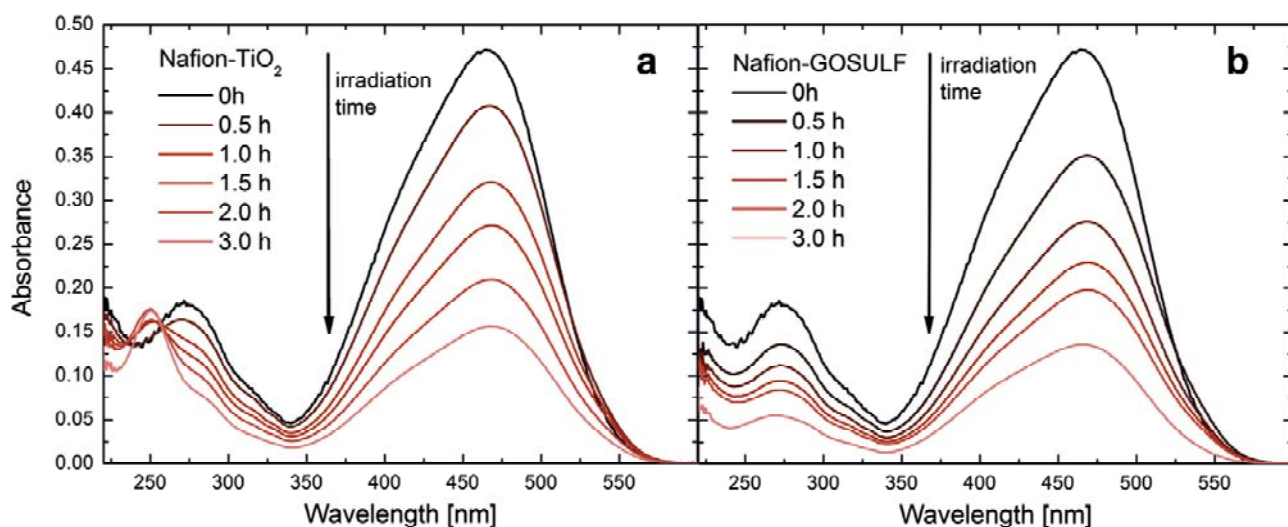 Absorbance
0.50
0.45
0.40
0.35
0.30
0.25
0.20
0.15
0.10
0.05
0.00
Nafion-TiO₂
0h
0.5 h
1.0 h
1.5 h
2.0 h
3.0 h
irradiation
time
a
250 300 350 400 450 500 550
Wavelength [nm]
Nafion-GOSULF
0h
0.5 h
1.0 h
1.5 h
2.0 h
3.0 h
irradiation
time
b
250 300 350 400 450 500 550
Wavelength [nm]